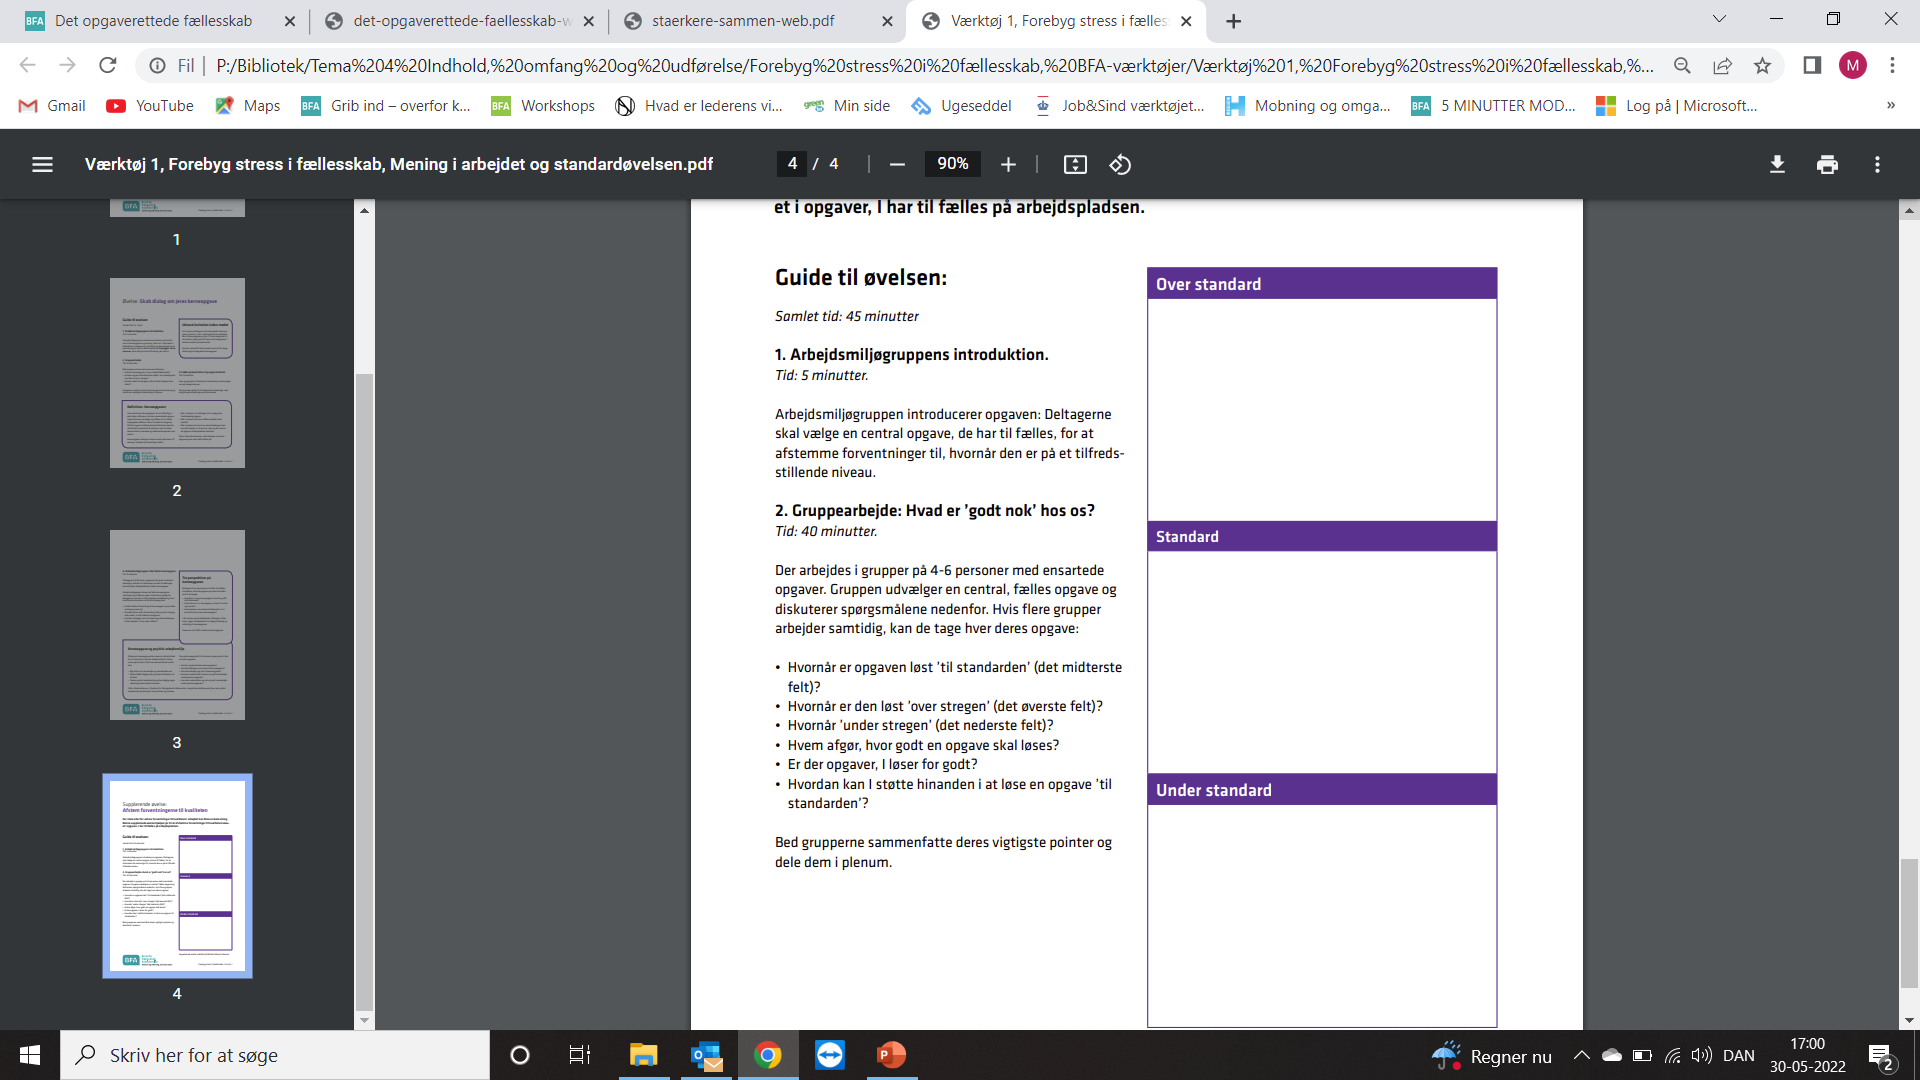 Det opgaverettede fællesskab
det-opgaverettede-faellesskab-w
staerkere-sammen-web.pdf
Værktøj 1, Forebyg stress i fælles
Fil
P:/Bibliotek/Tema%204%20Indhold,%20omfang%20og%20udførelse/Forebyg%20stress%20i%20fællesskab,%20BFA-værktøjer/Værktøj%201,%20Forebyg%20stress%20i%20fællesskab,%...
M
Gmail
YouTube
Maps
Grib ind – overfor k...
Workshops
Hvad er lederens vi...
Min side
Ugeseddel
Job&Sind værktøjet...
Mobning og omga...
5 MINUTTER MOD...
Log på | Microsoft...
»
Værktøj 1, Forebyg stress i fællesskab, Mening i arbejdet og standardøvelsen.pdf
4 / 4
90%
1
2
3
4
et i opgaver, I har til fælles på arbejdspladsen.
Guide til øvelsen:
Samlet tid: 45 minutter
1. Arbejdsmiljøgruppens introduktion.
Tid: 5 minutter.
Arbejdsmiljøgruppen introducerer opgaven: Deltagerne
skal vælge en central opgave, de har til fælles, for at
afstemme forventninger til, hvornår den er på et tilfreds-
stillende niveau.
2. Gruppearbejde: Hvad er ’godt nok’ hos os?
Tid: 40 minutter.
Der arbejdes i grupper på 4-6 personer med ensartede
opgaver. Gruppen udvælger en central, fælles opgave og
diskuterer spørgsmålene nedenfor. Hvis flere grupper
arbejder samtidig, kan de tage hver deres opgave:
• Hvornår er opgaven løst ’til standarden’ (det midterste
felt)?
• Hvornår er den løst ’over stregen’ (det øverste felt)?
• Hvornår ’under stregen’ (det nederste felt)?
• Hvem afgør, hvor godt en opgave skal løses?
• Er der opgaver, I løser for godt?
• Hvordan kan I støtte hinanden i at løse en opgave ’til
standarden’?
Bed grupperne sammenfatte deres vigtigste pointer og
dele dem i plenum.
Over standard
Standard
Under standard
Skriv her for at søge
Regner nu
DAN
17:00
30-05-2022
2